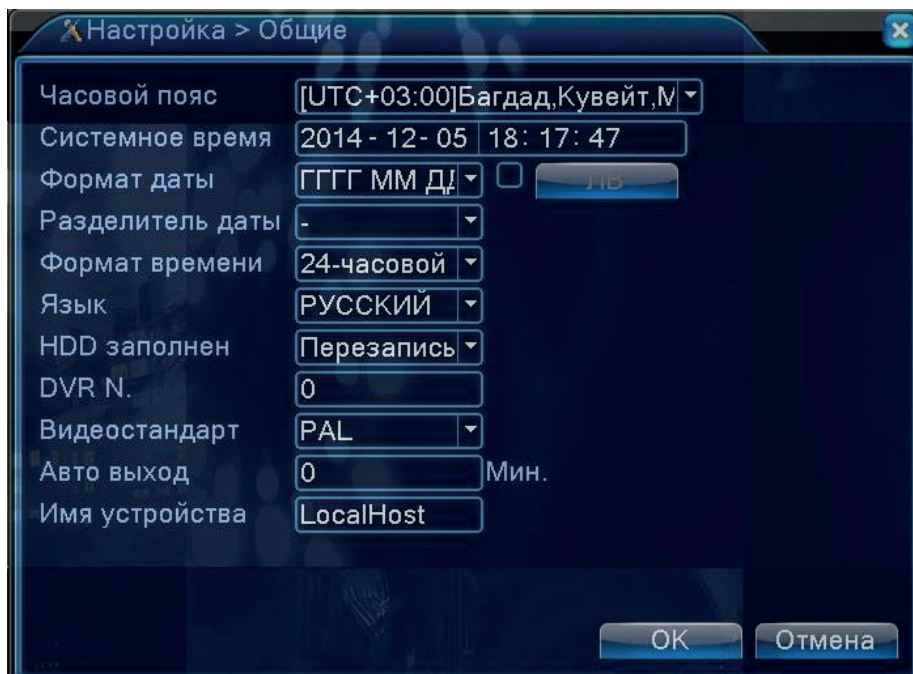 Настройка > Общие
Часовой пояс [UTC+03:00]Багдад,Кувейт,М
Системное время 2014 - 12 - 05 18: 17: 47
Формат даты ГГГГ ММ ДД ЛВ
Разделитель даты -
Формат времени 24-часовой
Язык РУССКИЙ
HDD заполнен Перезапись
DVR N. 0
Видеостандарт PAL
Авто выход 0 Мин.
Имя устройства LocalHost
OK Отмена